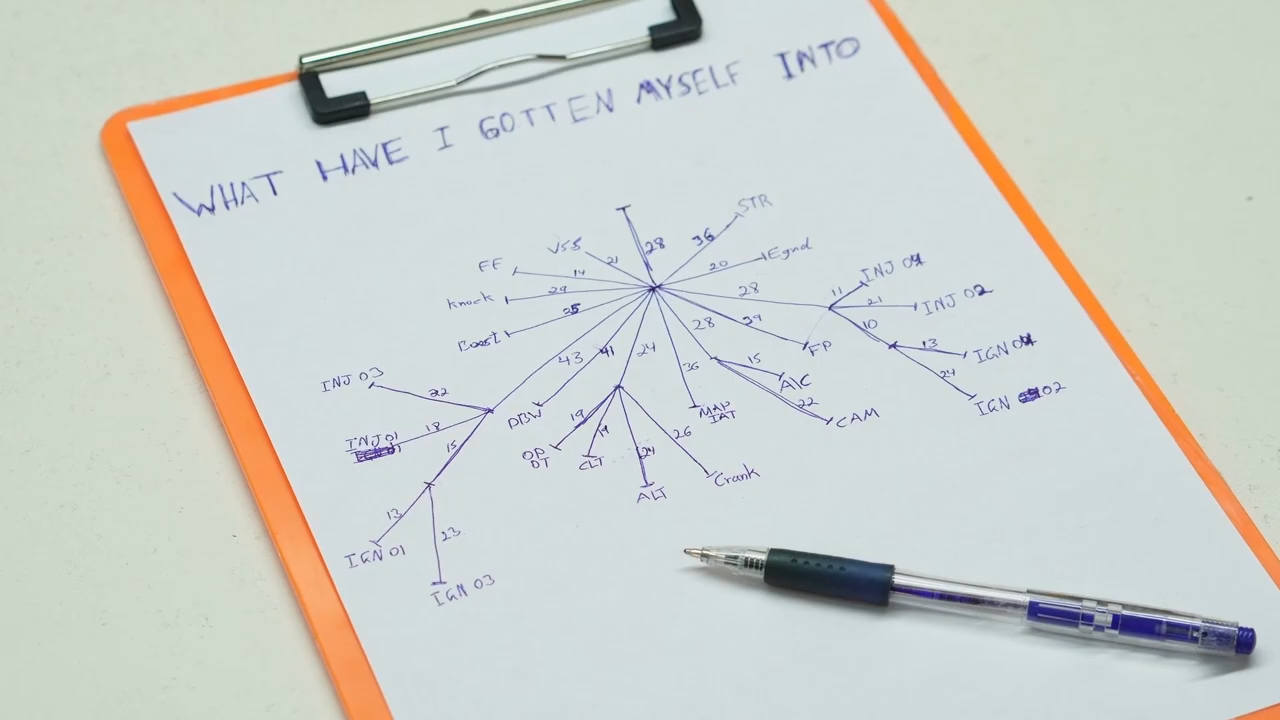 WHAT HAVE I GOTTEN MYSELF INTO
STR
28
36
VSS
21
Egnd
20
FF
14
INJ 04
11
Knock
29
28
21
INJ 02
Boost
25
10
28
39
FP
13
IGN 04
43
41
24
36
15
A/C
24
IGN 02
INJ 03
22
22
CAM
MAP
IAT
DBW
19
19
26
INJ 01
18
15
OP
OT
CLT
24
ALT
Crank
13
23
IGN 01
IGN 03